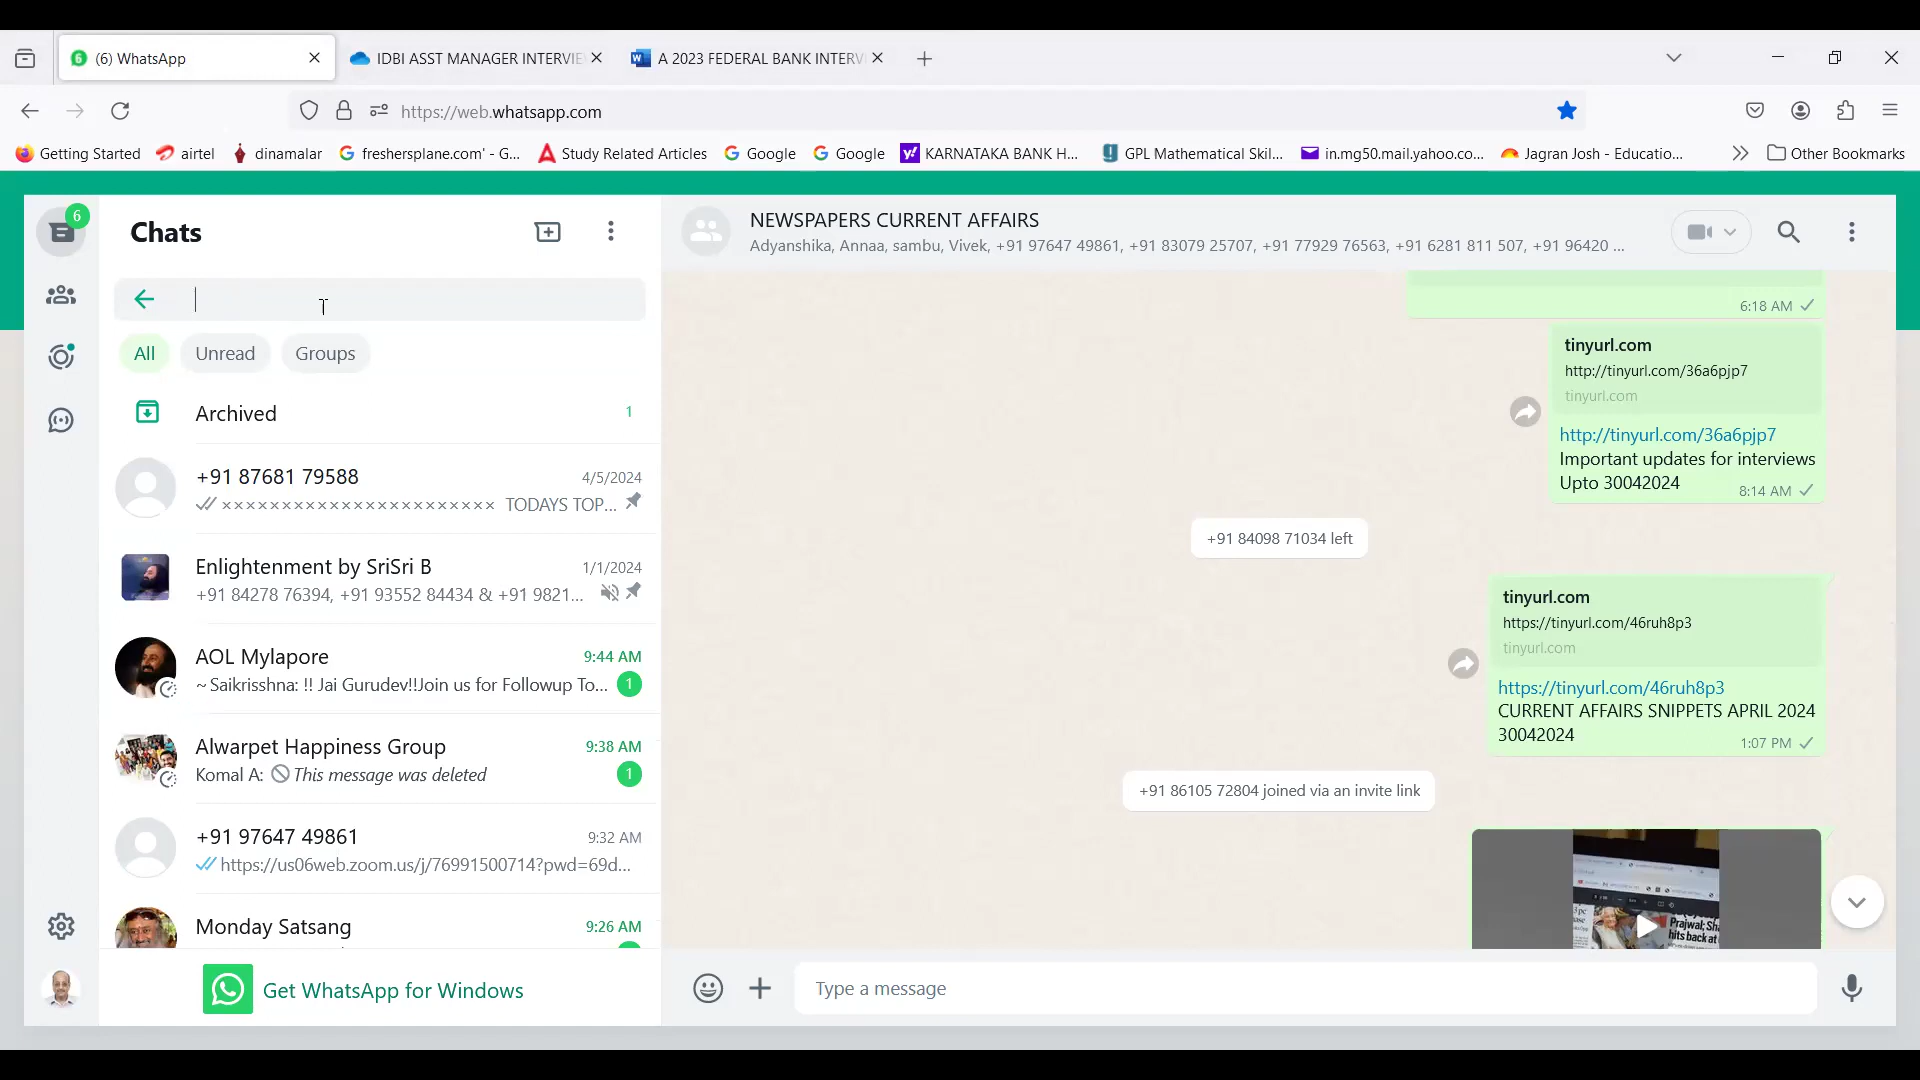 (6) WhatsApp
IDBI ASST MANAGER INTERVIE
A 2023 FEDERAL BANK INTERV
https://web.whatsapp.com
Getting Started
airtel
dinamalar
freshersplane.com' - G...
Study Related Articles
Google
Google
KARNATAKA BANK H...
GPL Mathematical Skil...
in.mg50.mail.yahoo.co...
Jagran Josh - Educatio...
Other Bookmarks
6
Chats
All
Unread
Groups
Archived
1
+91 87681 79588
4/5/2024
×××××××××××××××××××××× TODAYS TOP...
Enlightenment by SriSri B
1/1/2024
+91 84278 76394, +91 93552 84434 & +91 9821...
AOL Mylapore
9:44 AM
~ Saikrisshna: !! Jai Gurudev!!Join us for Followup To...
1
Alwarpet Happiness Group
9:38 AM
Komal A: This message was deleted
1
+91 97647 49861
9:32 AM
https://us06web.zoom.us/j/76991500714?pwd=69d...
Monday Satsang
9:26 AM
Get WhatsApp for Windows
NEWSPAPERS CURRENT AFFAIRS
Adyanshika, Annaa, sambu, Vivek, +91 97647 49861, +91 83079 25707, +91 77929 76563, +91 6281 811 507, +91 96420 ...
6:18 AM
tinyurl.com
http://tinyurl.com/36a6pjp7
tinyurl.com
http://tinyurl.com/36a6pjp7
Important updates for interviews
Upto 30042024
8:14 AM
+91 84098 71034 left
tinyurl.com
https://tinyurl.com/46ruh8p3
tinyurl.com
https://tinyurl.com/46ruh8p3
CURRENT AFFAIRS SNIPPETS APRIL 2024
30042024
1:07 PM
+91 86105 72804 joined via an invite link
Prajwal; Sha
hits back at
Type a message